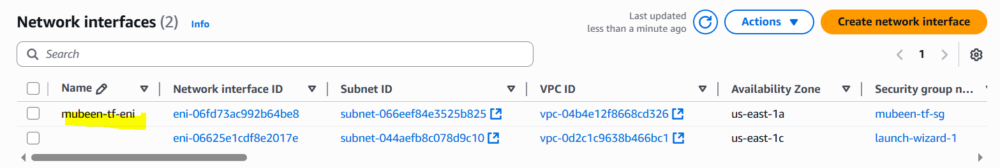 Network interfaces (2) Info
Last updated
less than a minute ago
Actions
Create network interface
Search
1
Name Network interface ID Subnet ID VPC ID Availability Zone Security group n...
mubeen-tf-eni eni-06fd73ac992b64be8 subnet-066eef84e3525b825 vpc-04b4e12f8668cd326 us-east-1a mubeen-tf-sg
eni-06625e1cdf8e2017e subnet-044aefb8c078d9c10 vpc-0d2c1c9638b466bc1 us-east-1c launch-wizard-1